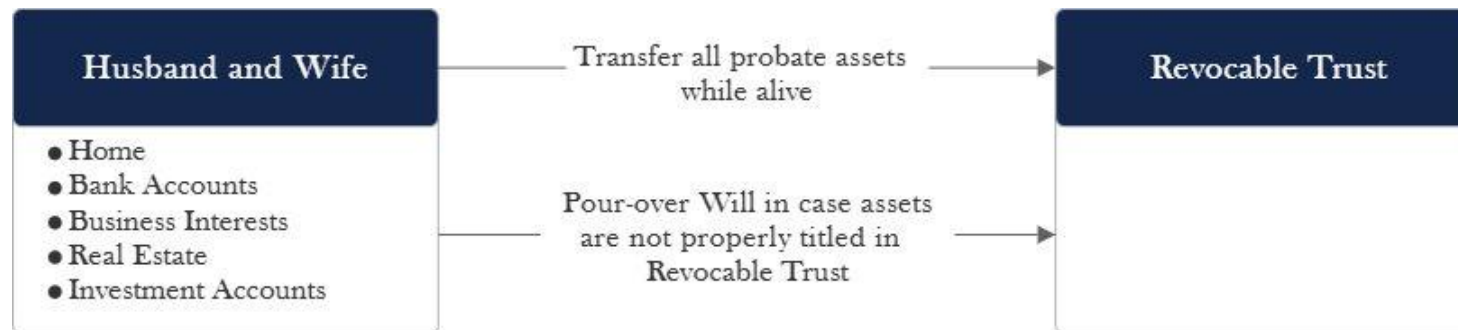 Husband and Wife
Transfer all probate assets
while alive
Revocable Trust
● Home
● Bank Accounts
● Business Interests
● Real Estate
● Investment Accounts
Pour-over Will in case assets
are not properly titled in
Revocable Trust